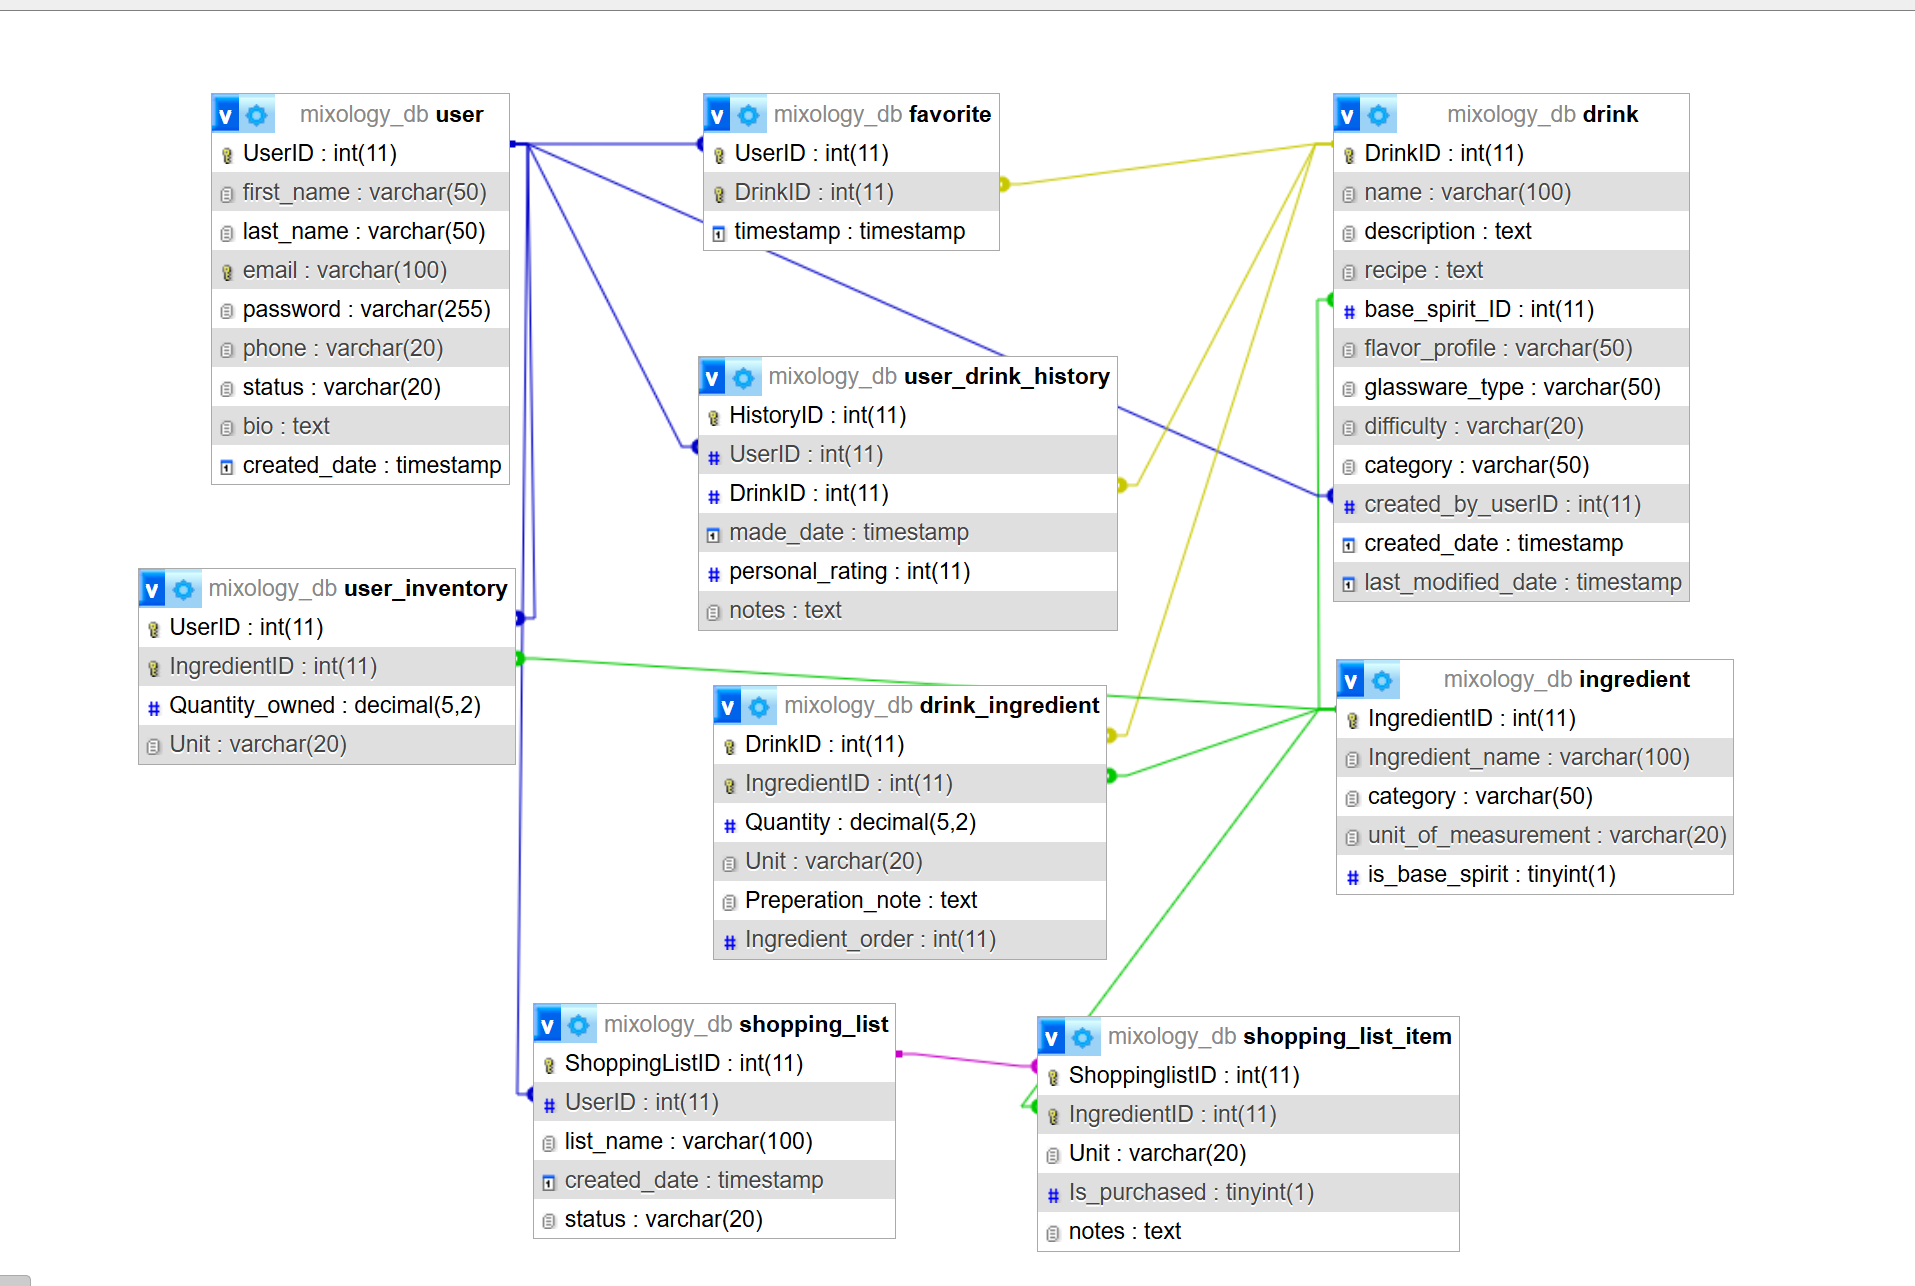 v mixology_db user
UserID : int(11)
first_name : varchar(50)
last_name : varchar(50)
email : varchar(100)
password : varchar(255)
phone : varchar(20)
status : varchar(20)
bio : text
created_date : timestamp
v mixology_db favorite
UserID : int(11)
DrinkID : int(11)
timestamp : timestamp
v mixology_db drink
DrinkID : int(11)
name : varchar(100)
description : text
recipe : text
# base_spirit_ID : int(11)
flavor_profile : varchar(50)
glassware_type : varchar(50)
difficulty : varchar(20)
category : varchar(50)
# created_by_userID : int(11)
created_date : timestamp
last_modified_date : timestamp
v mixology_db user_drink_history
HistoryID : int(11)
# UserID : int(11)
# DrinkID : int(11)
made_date : timestamp
# personal_rating : int(11)
notes : text
v mixology_db user_inventory
UserID : int(11)
IngredientID : int(11)
# Quantity_owned : decimal(5,2)
Unit : varchar(20)
v mixology_db drink_ingredient
DrinkID : int(11)
IngredientID : int(11)
# Quantity : decimal(5,2)
Unit : varchar(20)
Preperation_note : text
# Ingredient_order : int(11)
v mixology_db ingredient
IngredientID : int(11)
Ingredient_name : varchar(100)
category : varchar(50)
unit_of_measurement : varchar(20)
# is_base_spirit : tinyint(1)
v mixology_db shopping_list
ShoppingListID : int(11)
# UserID : int(11)
list_name : varchar(100)
created_date : timestamp
status : varchar(20)
v mixology_db shopping_list_item
ShoppinglistID : int(11)
IngredientID : int(11)
Unit : varchar(20)
# Is_purchased : tinyint(1)
notes : text